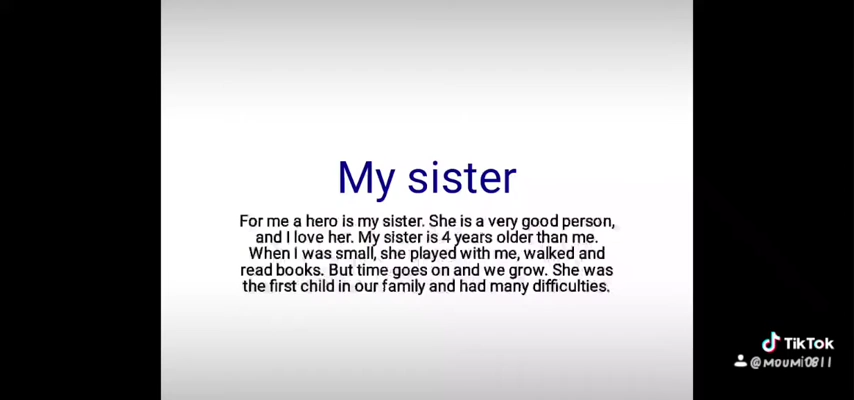 My sister
For me a hero is my sister. She is a very good person,
and I love her. My sister is 4 years older than me.
When I was small, she played with me, walked and
read books. But time goes on and we grow. She was
the first child in our family and had many difficulties.
TikTok
@moumi0811